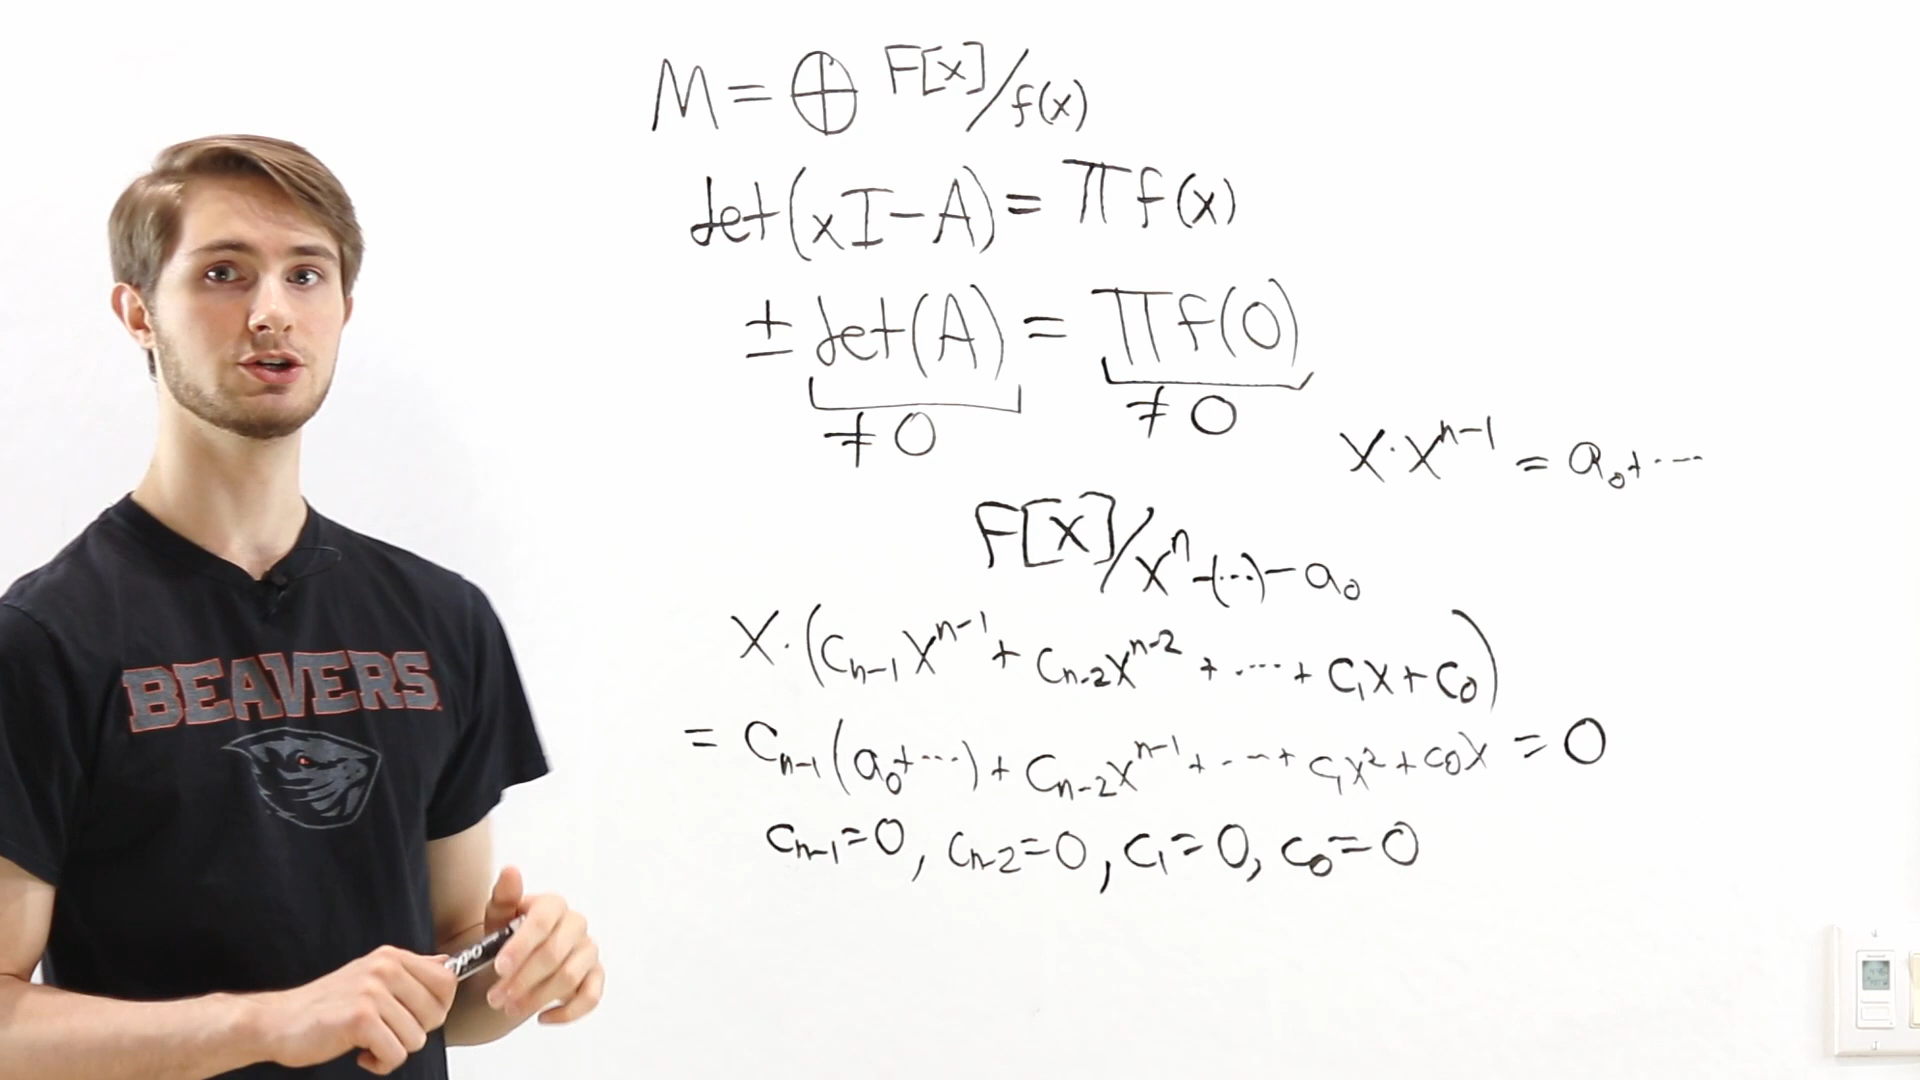 M = ⊕ F[x]/f(x)
det(xI-A) = Πf(x)
± det(A) = Πf(0)
≠ 0 ≠ 0
X·X^{n-1} = a_0+...
F[X]/X^n-(...)-a_0
X·(C_{n-1}X^{n-1} + C_{n-2}X^{n-2} + ... + C_1X + C_0)
= C_{n-1}(a_0+...) + C_{n-2}X^{n-1} + ... + C_1X^2 + C_0X = 0
C_{n-1}=0, C_{n-2}=0, C_1=0, C_0=0
BEAVERS